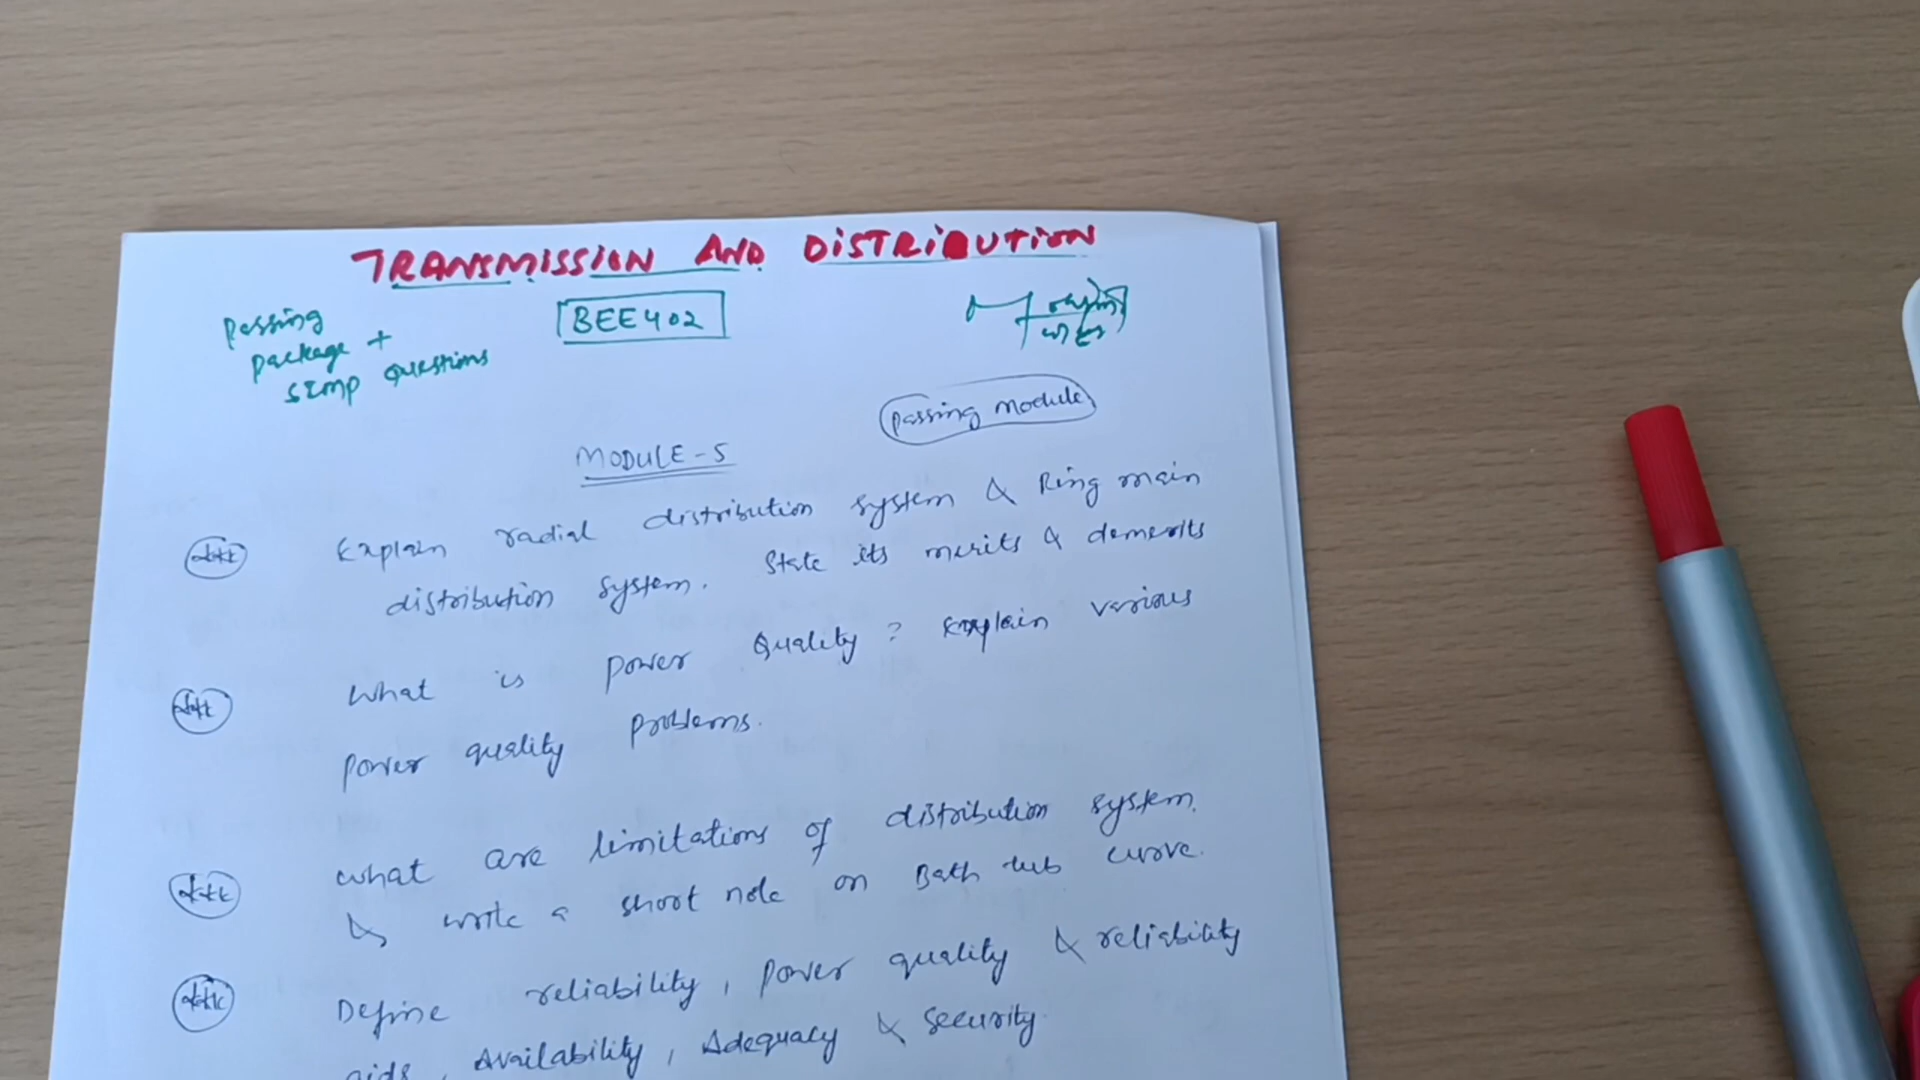 TRANSMISSION AND DISTRIBUTION
Passing
package +
SIMP Questions
BEE402
Passing module
MODULE-5
Explain radial distribution system & Ring main
distribution system. State its merits & demerits
What is power Quality? Explain various
power quality problems.
What are limitations of distribution system.
& write a short note on Bath tub curve.
Define reliability, power quality & reliability
aids, Availability, Adequacy & security.